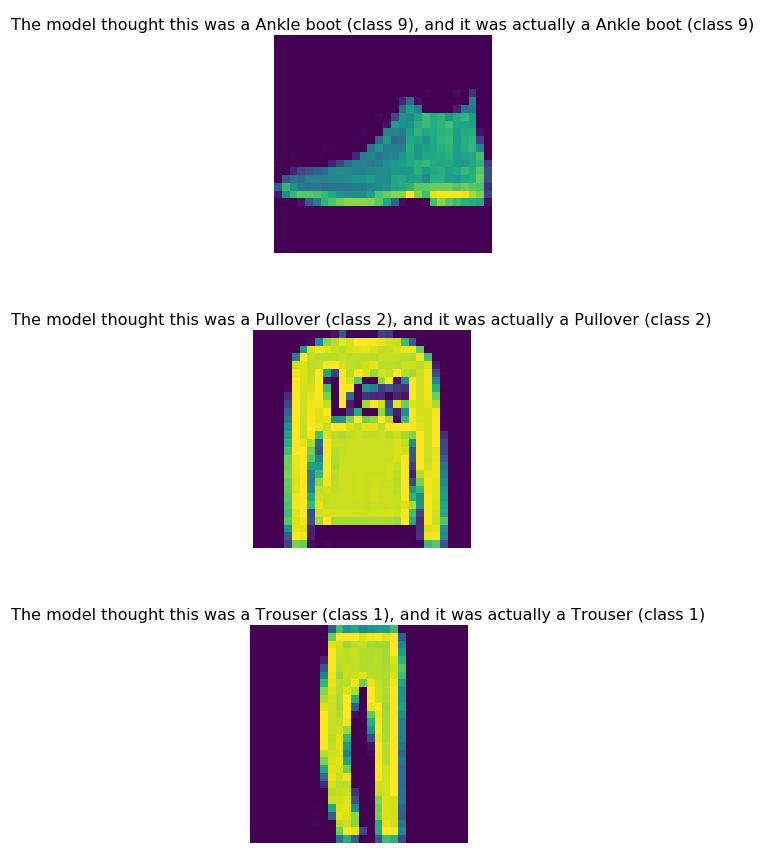 The model thought this was a Ankle boot (class 9), and it was actually a Ankle boot (class 9)
The model thought this was a Pullover (class 2), and it was actually a Pullover (class 2)
The model thought this was a Trouser (class 1), and it was actually a Trouser (class 1)